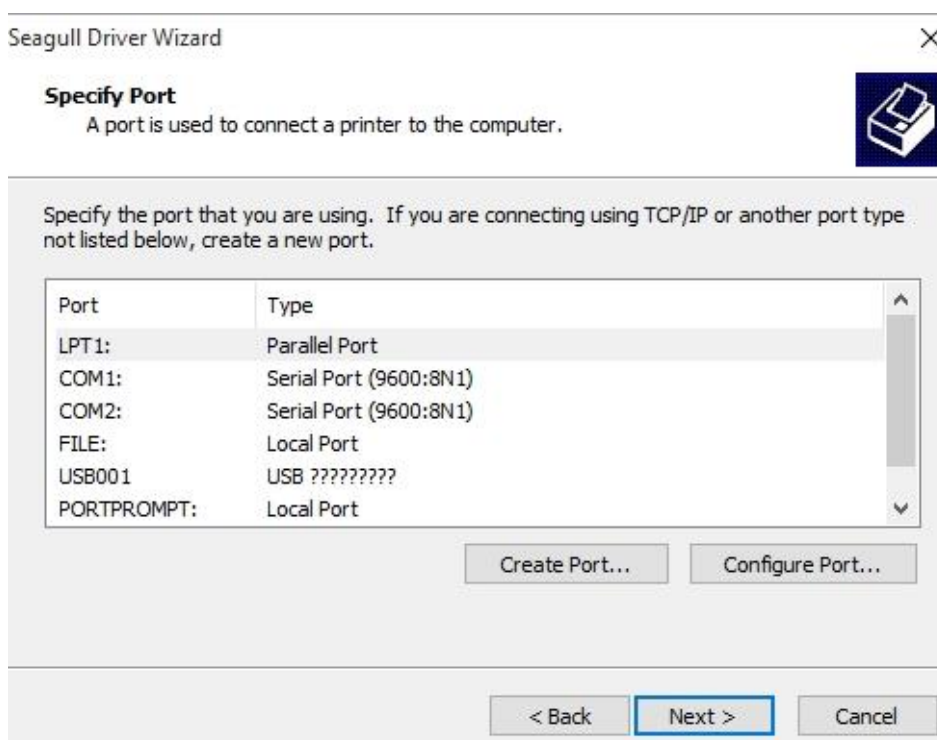 Seagull Driver Wizard
Specify Port
A port is used to connect a printer to the computer.
Specify the port that you are using.  If you are connecting using TCP/IP or another port type
not listed below, create a new port.
Port Type
LPT1: Parallel Port
COM1: Serial Port (9600:8N1)
COM2: Serial Port (9600:8N1)
FILE: Local Port
USB001 USB ?????????
PORTPROMPT: Local Port
Create Port... Configure Port...
< Back Next > Cancel